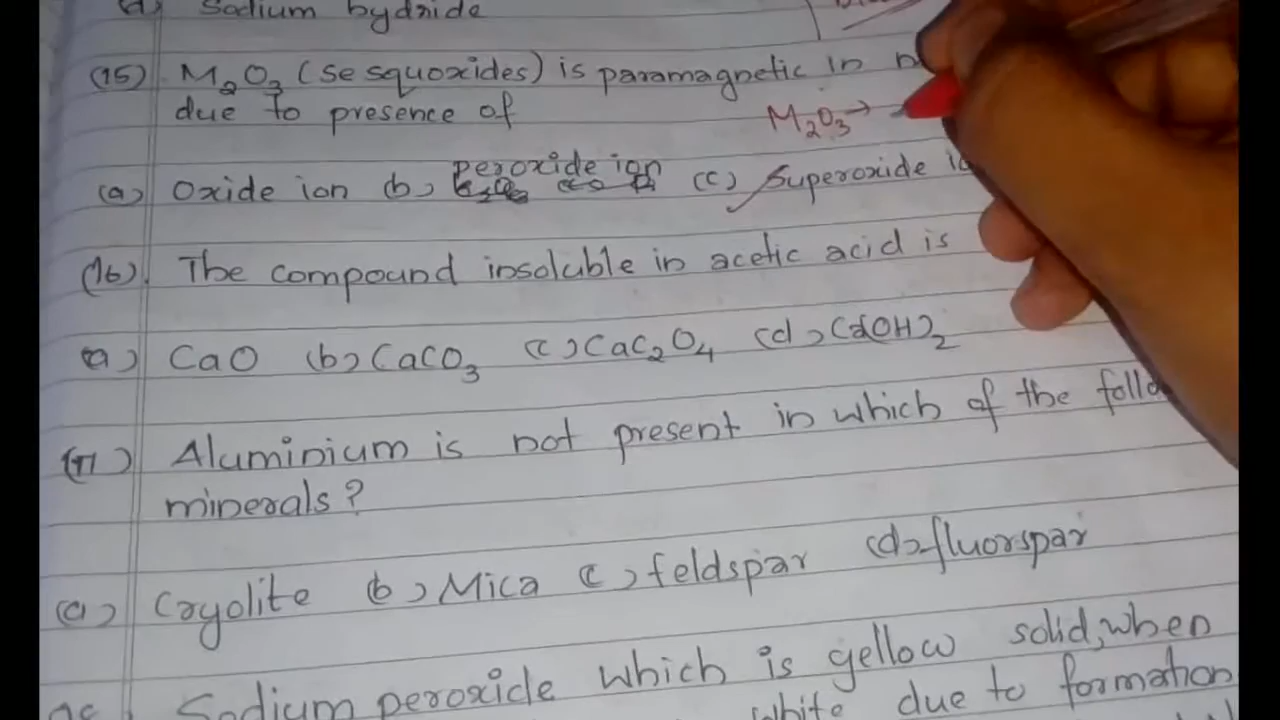 Sodium hydride
(15) M₂O₃ (sesquoxides) is paramagnetic in
due to presence of
M₂O₃ →
(a) Oxide ion (b) peroxide ion (c) Superoxide
(16) The compound insoluble in acetic acid is
(a) CaO (b) CaCO₃ (c) CaC₂O₄ (d) Ca(OH)₂
(17) Aluminium is not present in which of the
minerals?
(a) Cryolite (b) Mica (c) feldspar (d) fluorspar
Sodium peroxide which is yellow solid, when
white due to formation